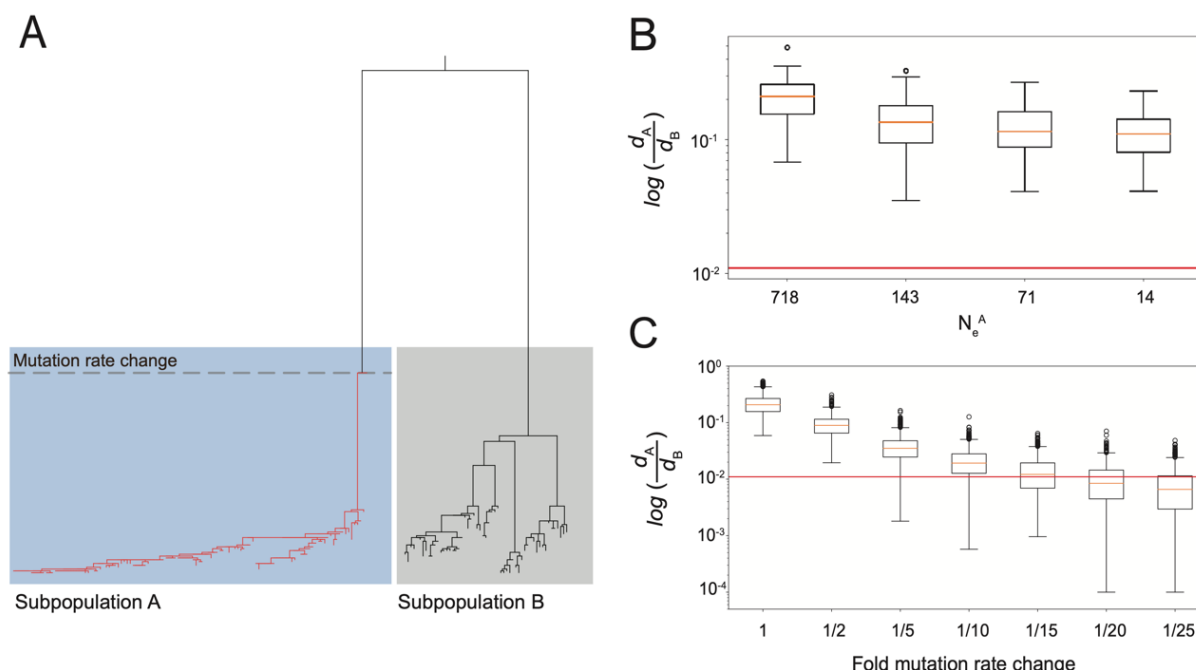 A
Mutation rate change
Subpopulation A
Subpopulation B
B
log (d_A/d_B)
10^-1
10^-2
718 143 71 14
N_e^A
C
log (d_A/d_B)
10^0
10^-1
10^-2
10^-3
10^-4
1 1/2 1/5 1/10 1/15 1/20 1/25
Fold mutation rate change